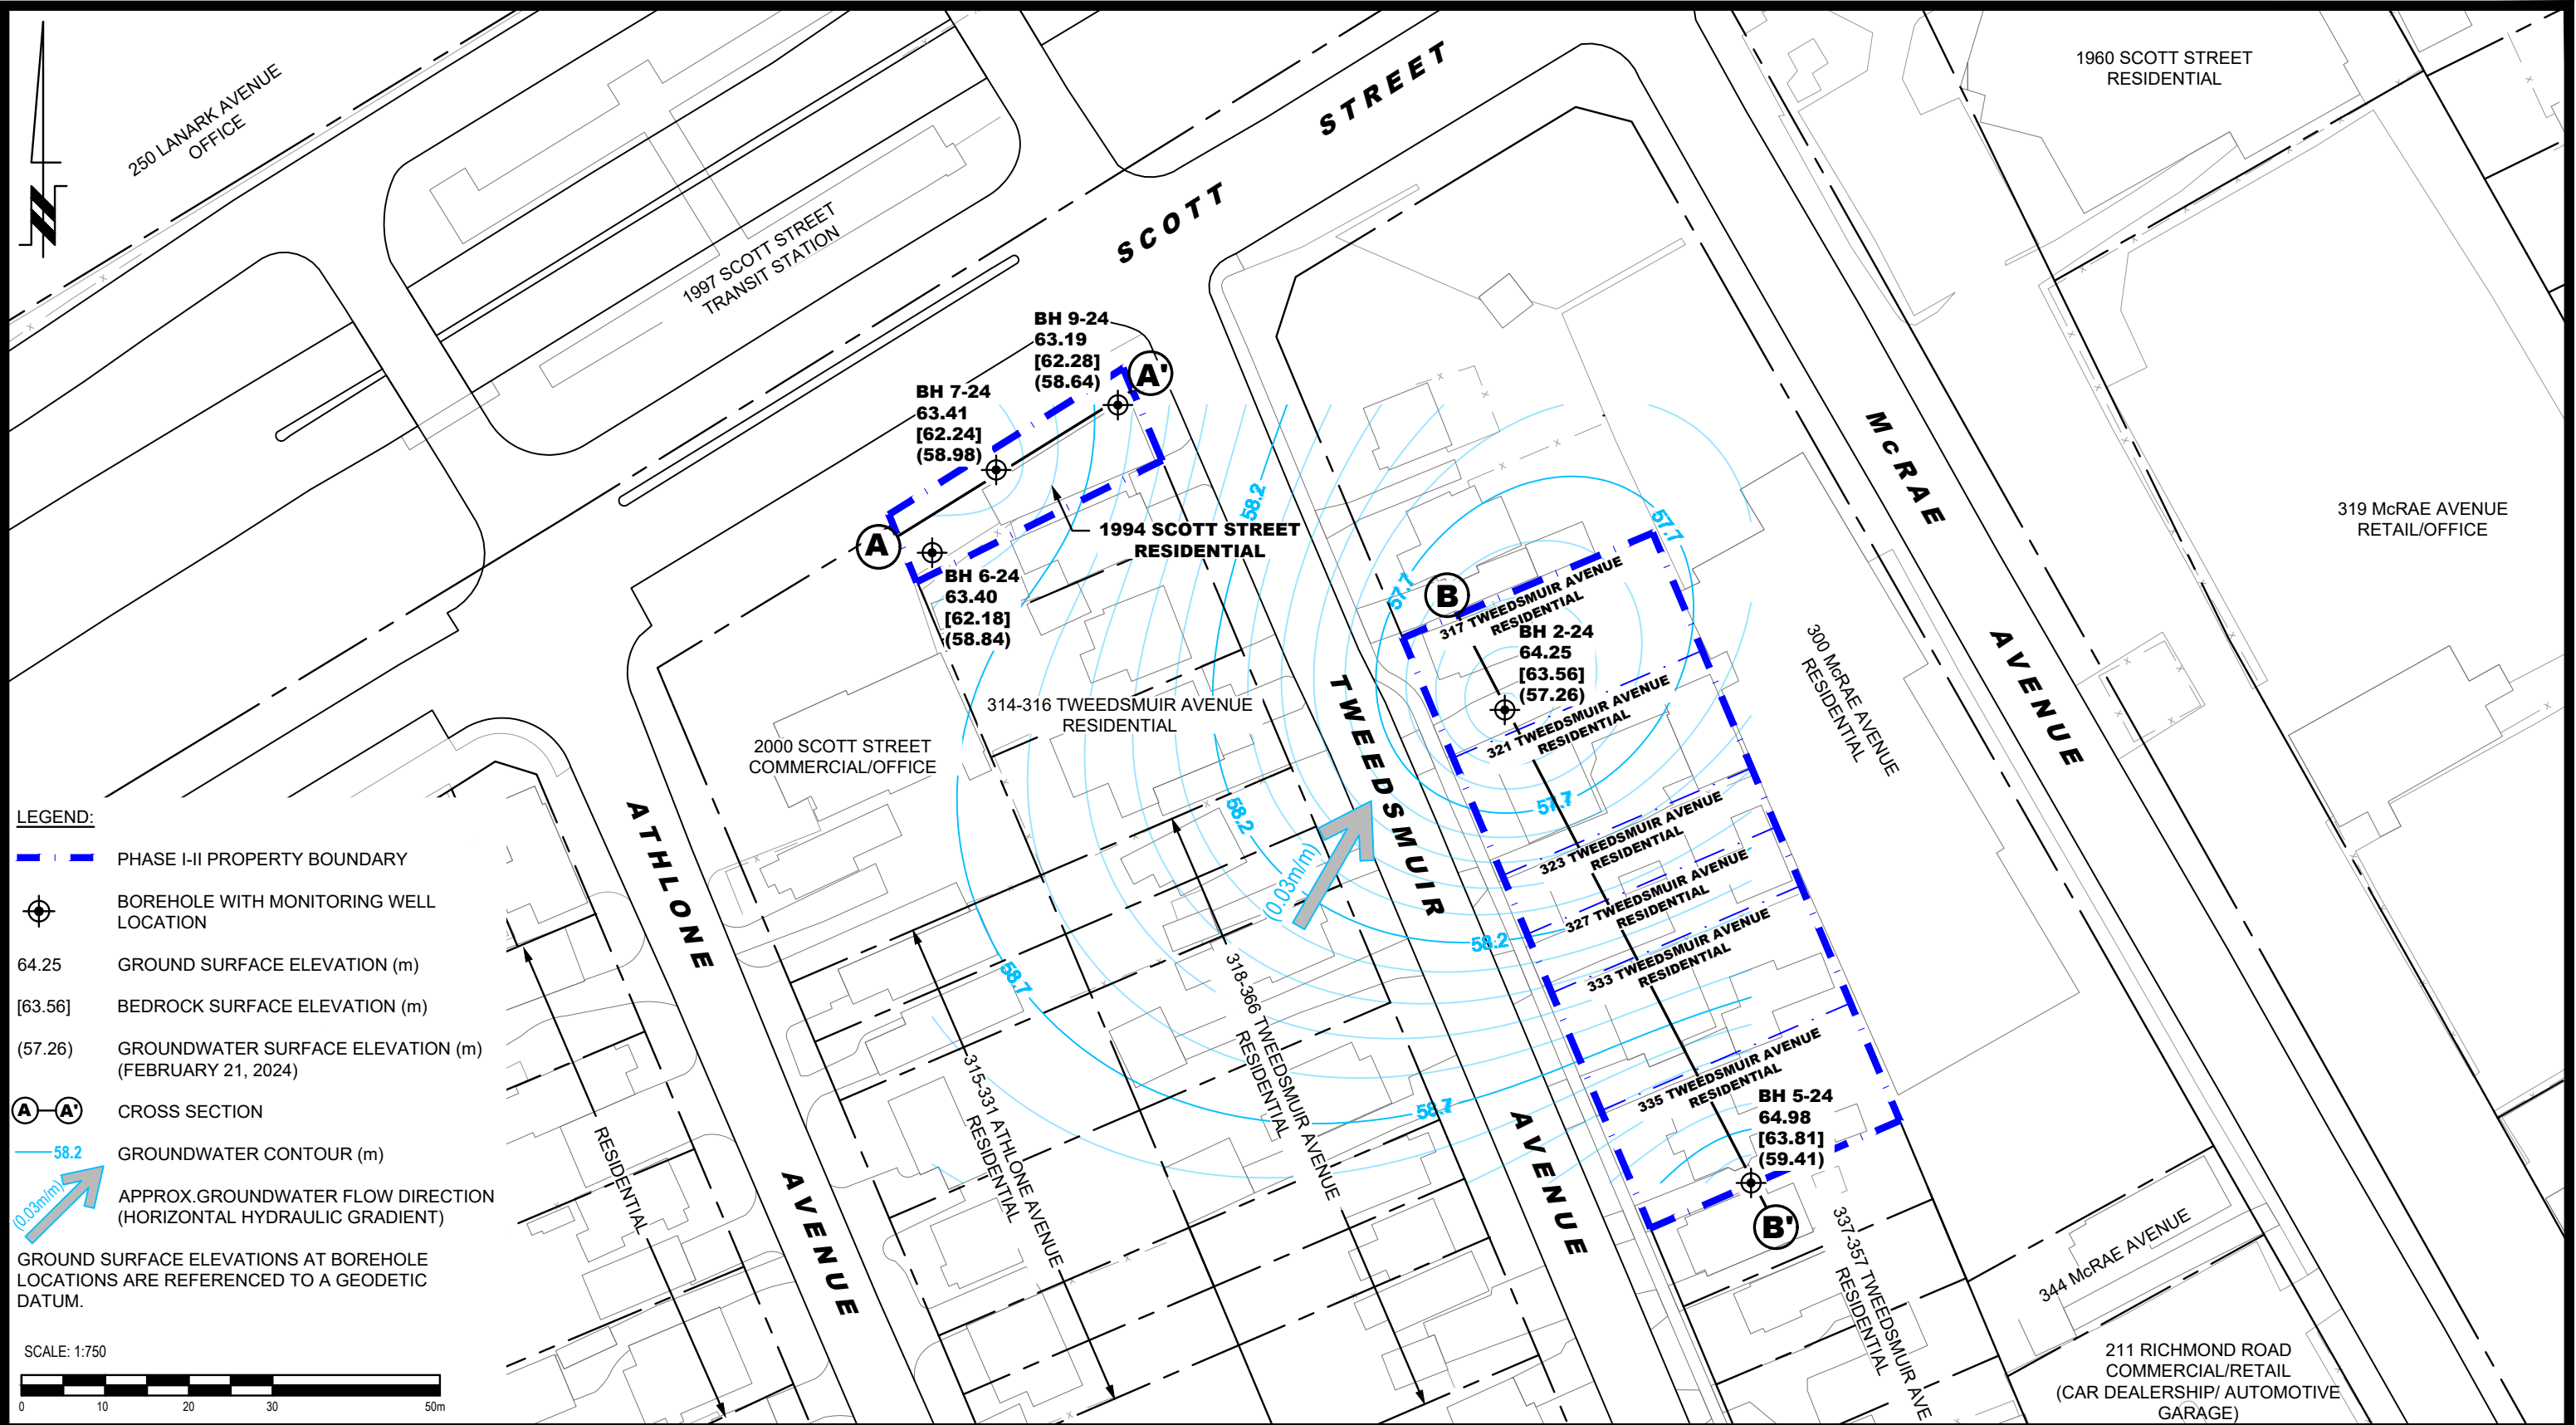 250 LANARK AVENUE
OFFICE
1997 SCOTT STREET
TRANSIT STATION
SCOTT STREET
1960 SCOTT STREET
RESIDENTIAL
BH 9-24
63.19
[62.28]
(58.64)
A'
BH 7-24
63.41
[62.24]
(58.98)
A
1994 SCOTT STREET
RESIDENTIAL
BH 6-24
63.40
[62.18]
(58.84)
58.2
57.7
57.7
McRAE AVENUE
319 McRAE AVENUE
RETAIL/OFFICE
B
317 TWEEDSMUIR AVENUE
RESIDENTIAL
BH 2-24
64.25
[63.56]
(57.26)
321 TWEEDSMUIR AVENUE
RESIDENTIAL
300 McRAE AVENUE
RESIDENTIAL
314-316 TWEEDSMUIR AVENUE
RESIDENTIAL
2000 SCOTT STREET
COMMERCIAL/OFFICE
TWEEDSMUIR AVENUE
57.7
58.2
323 TWEEDSMUIR AVENUE
RESIDENTIAL
(0.03m/m)
327 TWEEDSMUIR AVENUE
RESIDENTIAL
58.2
333 TWEEDSMUIR AVENUE
RESIDENTIAL
ATHLONE AVENUE
58.7
318-366 TWEEDSMUIR AVENUE
RESIDENTIAL
315-331 ATHLONE AVENUE
RESIDENTIAL
RESIDENTIAL
58.7
335 TWEEDSMUIR AVENUE
RESIDENTIAL
BH 5-24
64.98
[63.81]
(59.41)
B'
337-357 TWEEDSMUIR AVE
RESIDENTIAL
344 McRAE AVENUE
211 RICHMOND ROAD
COMMERCIAL/RETAIL
(CAR DEALERSHIP/ AUTOMOTIVE
GARAGE)
LEGEND:
PHASE I-II PROPERTY BOUNDARY
BOREHOLE WITH MONITORING WELL
LOCATION
64.25 GROUND SURFACE ELEVATION (m)
[63.56] BEDROCK SURFACE ELEVATION (m)
(57.26) GROUNDWATER SURFACE ELEVATION (m)
(FEBRUARY 21, 2024)
A A' CROSS SECTION
58.2 GROUNDWATER CONTOUR (m)
(0.03m/m) APPROX.GROUNDWATER FLOW DIRECTION
(HORIZONTAL HYDRAULIC GRADIENT)
GROUND SURFACE ELEVATIONS AT BOREHOLE
LOCATIONS ARE REFERENCED TO A GEODETIC
DATUM.
SCALE: 1:750
0 10 20 30 50m